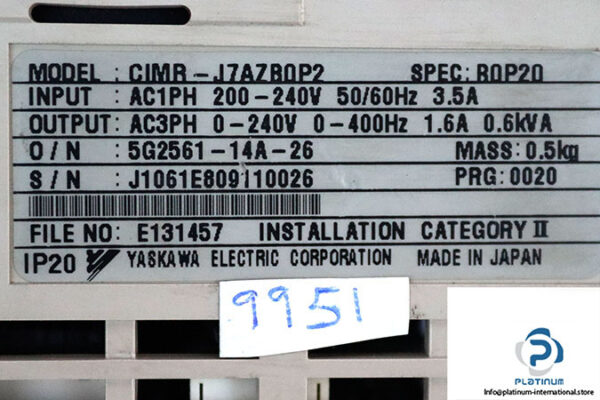 MODEL : CIMR-J7AZB0P2 SPEC: B0P20
INPUT : AC1PH 200-240V 50/60Hz 3.5A
OUTPUT : AC3PH 0-240V 0-400Hz 1.6A 0.6kVA
O/N : 5G2561-14A-26 MASS: 0.5kg
S/N : J1061E809110026 PRG: 0020
FILE NO : E131457 INSTALLATION CATEGORY II
IP20 YASKAWA ELECTRIC CORPORATION MADE IN JAPAN
9951
PLATINUM
Info@platinum-international.store